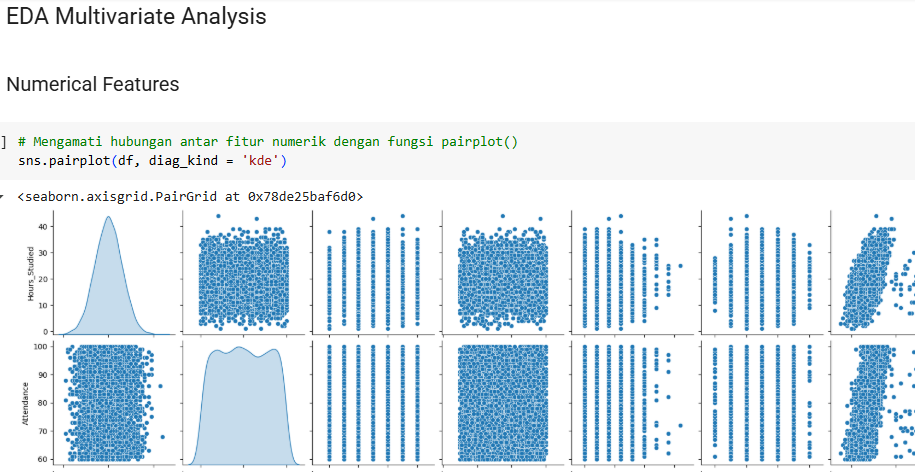 EDA Multivariate Analysis
Numerical Features
] # Mengamati hubungan antar fitur numerik dengan fungsi pairplot()
sns.pairplot(df, diag_kind = 'kde')
<seaborn.axisgrid.PairGrid at 0x78de25baf6d0>
40
30
20
10
0
Hours_Studied
100
90
80
70
60
Attendance